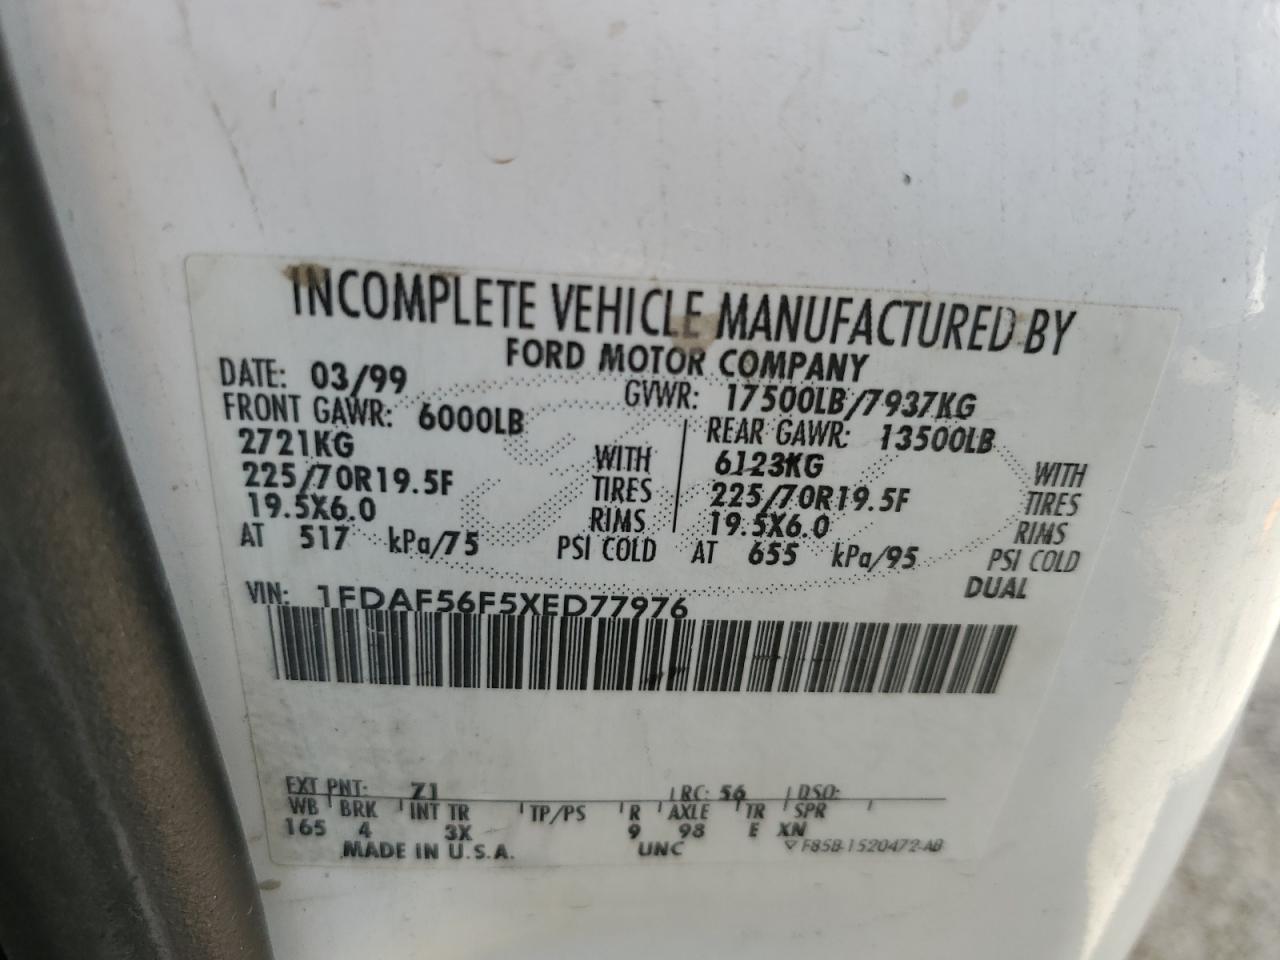 INCOMPLETE VEHICLE MANUFACTURED BY
FORD MOTOR COMPANY
DATE: 03/99 GVWR: 17500LB/7937KG
FRONT GAWR: 6000LB REAR GAWR: 13500LB
2721KG WITH 6123KG WITH
225/70R19.5F TIRES 225/70R19.5F TIRES
19.5X6.0 RIMS 19.5X6.0 RIMS
AT 517 kPa/75 PSI COLD AT 655 kPa/95 PSI COLD
DUAL
VIN: 1FDAF56F5XED77976
EXT PNT: Z1 RC: 56 DSO:
WB BRK INT TR TP/PS R AXLE TR SPR
165 4 3X 9 98 E XN
MADE IN U.S.A. UNC F85B-1520472-AB